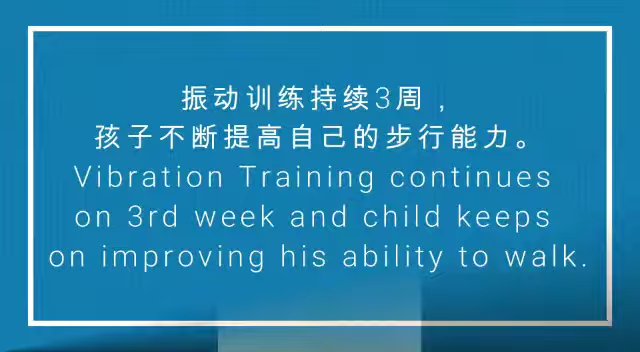 振动训练持续3周，
孩子不断提高自己的步行能力。
Vibration Training continues
on 3rd week and child keeps
on improving his ability to walk.